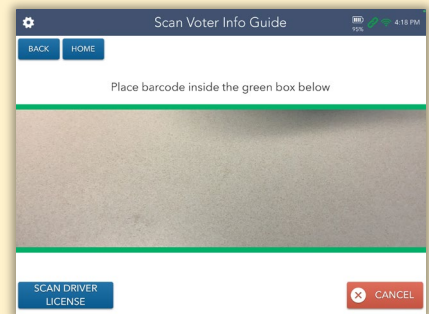 Scan Voter Info Guide
95%
4:18 PM
BACK
HOME
Place barcode inside the green box below
SCAN DRIVER
LICENSE
CANCEL